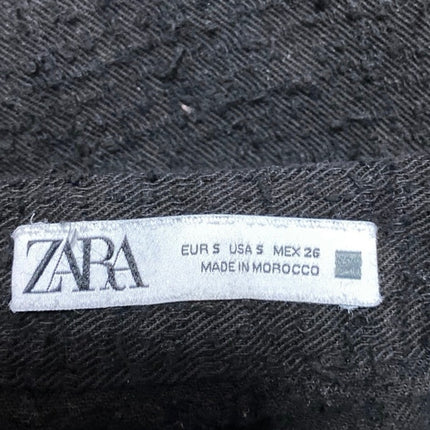 ZARA
EUR S USA S MEX 26
MADE IN MOROCCO